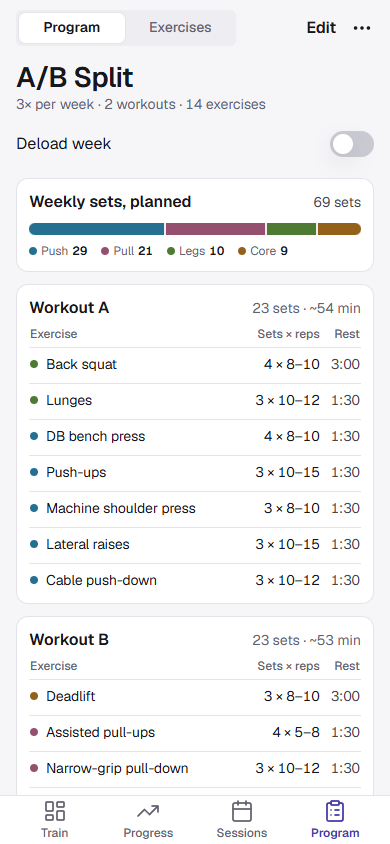 Program Exercises Edit
A/B Split
3× per week · 2 workouts · 14 exercises
Deload week
Weekly sets, planned 69 sets
Push 29 Pull 21 Legs 10 Core 9
Workout A 23 sets · ~54 min
Exercise Sets × reps Rest
Back squat 4 × 8–10 3:00
Lunges 3 × 10–12 1:30
DB bench press 4 × 8–10 1:30
Push-ups 3 × 10–15 1:30
Machine shoulder press 3 × 8–10 1:30
Lateral raises 3 × 10–15 1:30
Cable push-down 3 × 10–12 1:30
Workout B 23 sets · ~53 min
Exercise Sets × reps Rest
Deadlift 3 × 8–10 3:00
Assisted pull-ups 4 × 5–8 1:30
Narrow-grip pull-down 3 × 10–12 1:30
Train Progress Sessions Program